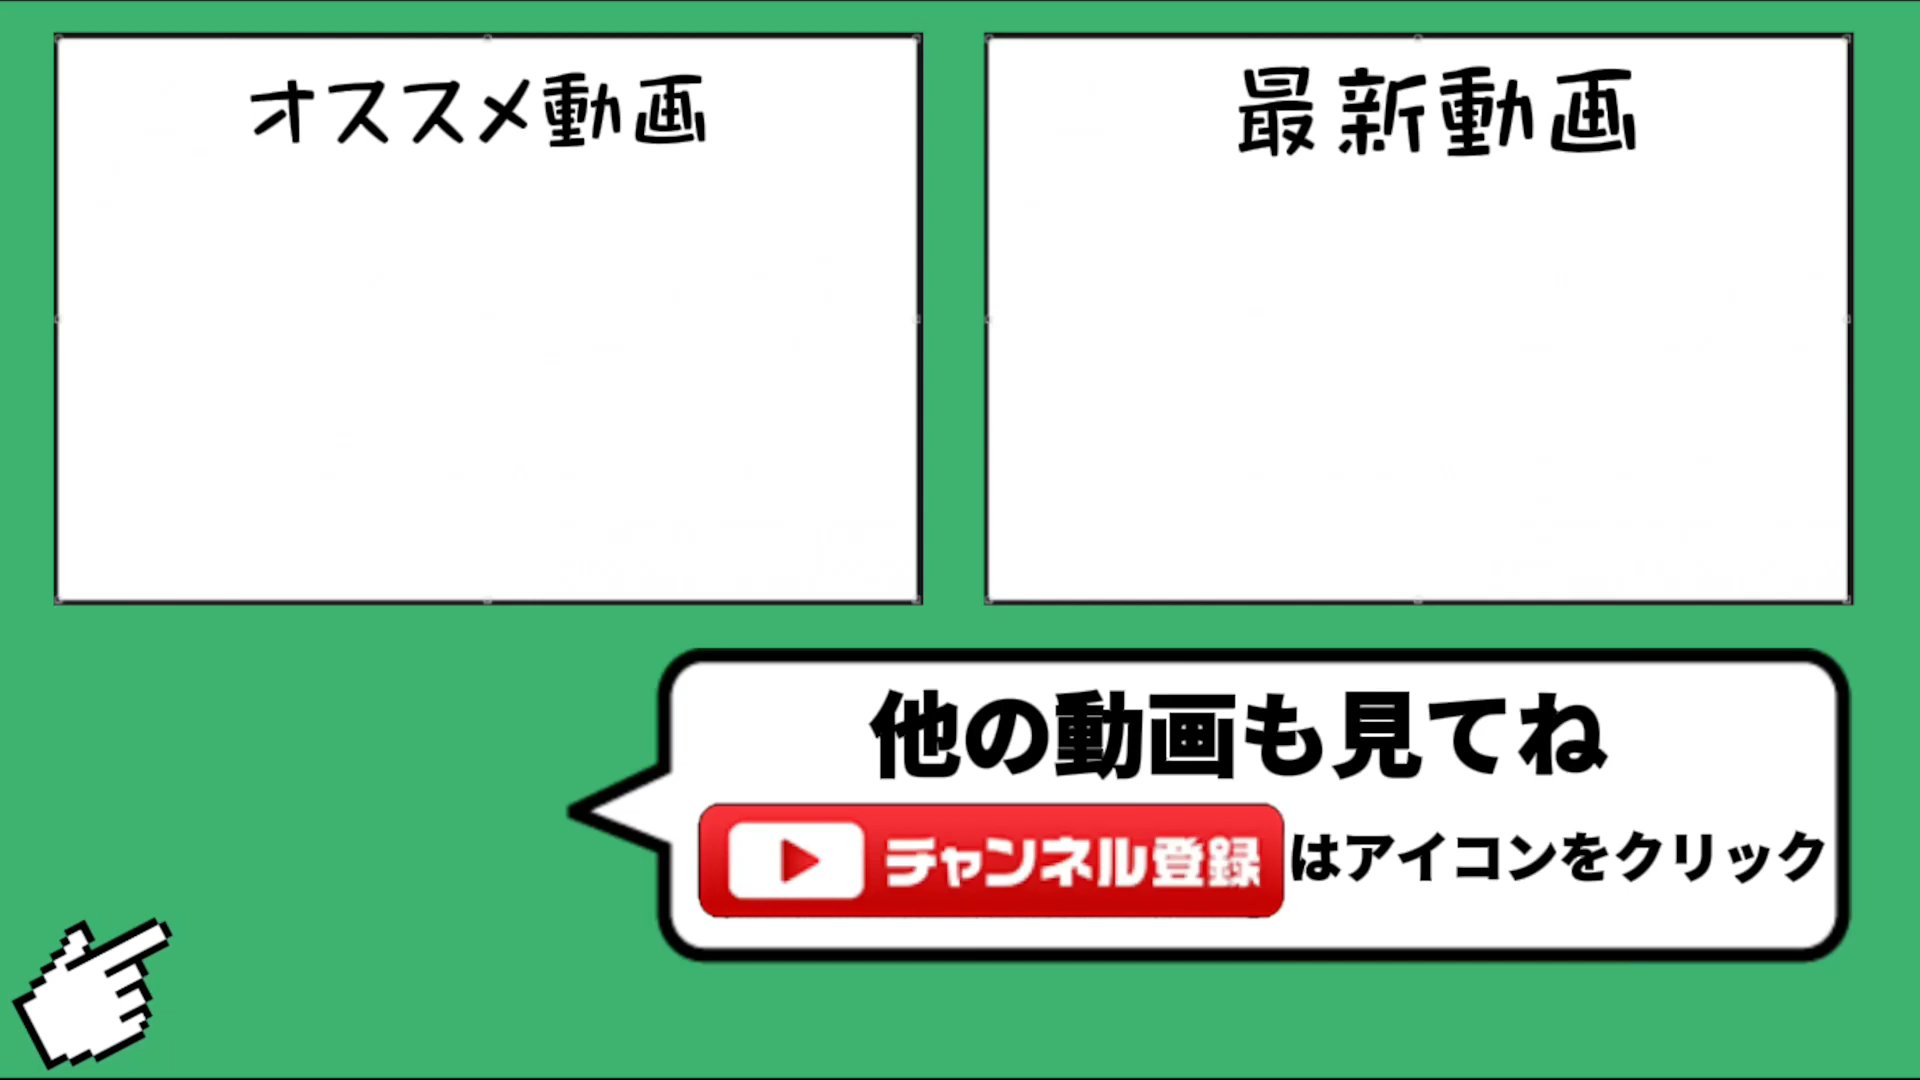 オススメ動画
最新動画
他の動画も見てね
チャンネル登録はアイコンをクリック